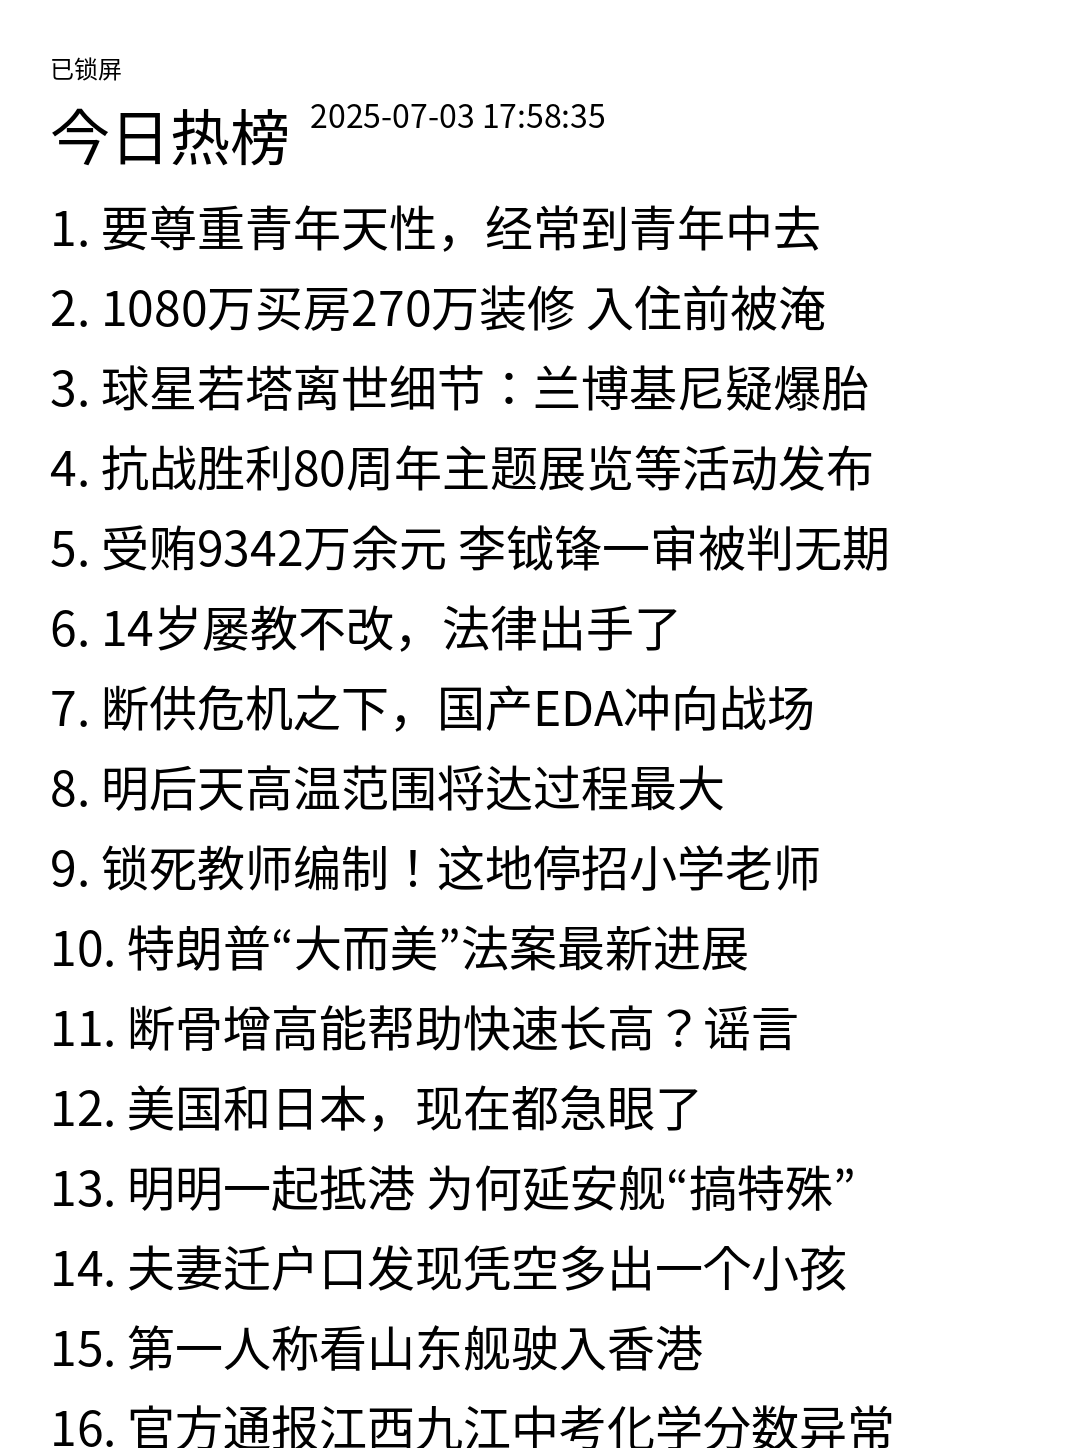 已锁屏
今日热榜 2025-07-03 17:58:35
1. 要尊重青年天性，经常到青年中去
2. 1080万买房270万装修 入住前被淹
3. 球星若塔离世细节：兰博基尼疑爆胎
4. 抗战胜利80周年主题展览等活动发布
5. 受贿9342万余元 李钺锋一审被判无期
6. 14岁屡教不改，法律出手了
7. 断供危机之下，国产EDA冲向战场
8. 明后天高温范围将达过程最大
9. 锁死教师编制！这地停招小学老师
10. 特朗普“大而美”法案最新进展
11. 断骨增高能帮助快速长高？谣言
12. 美国和日本，现在都急眼了
13. 明明一起抵港 为何延安舰“搞特殊”
14. 夫妻迁户口发现凭空多出一个小孩
15. 第一人称看山东舰驶入香港
16. 官方通报江西九江中考化学分数异常